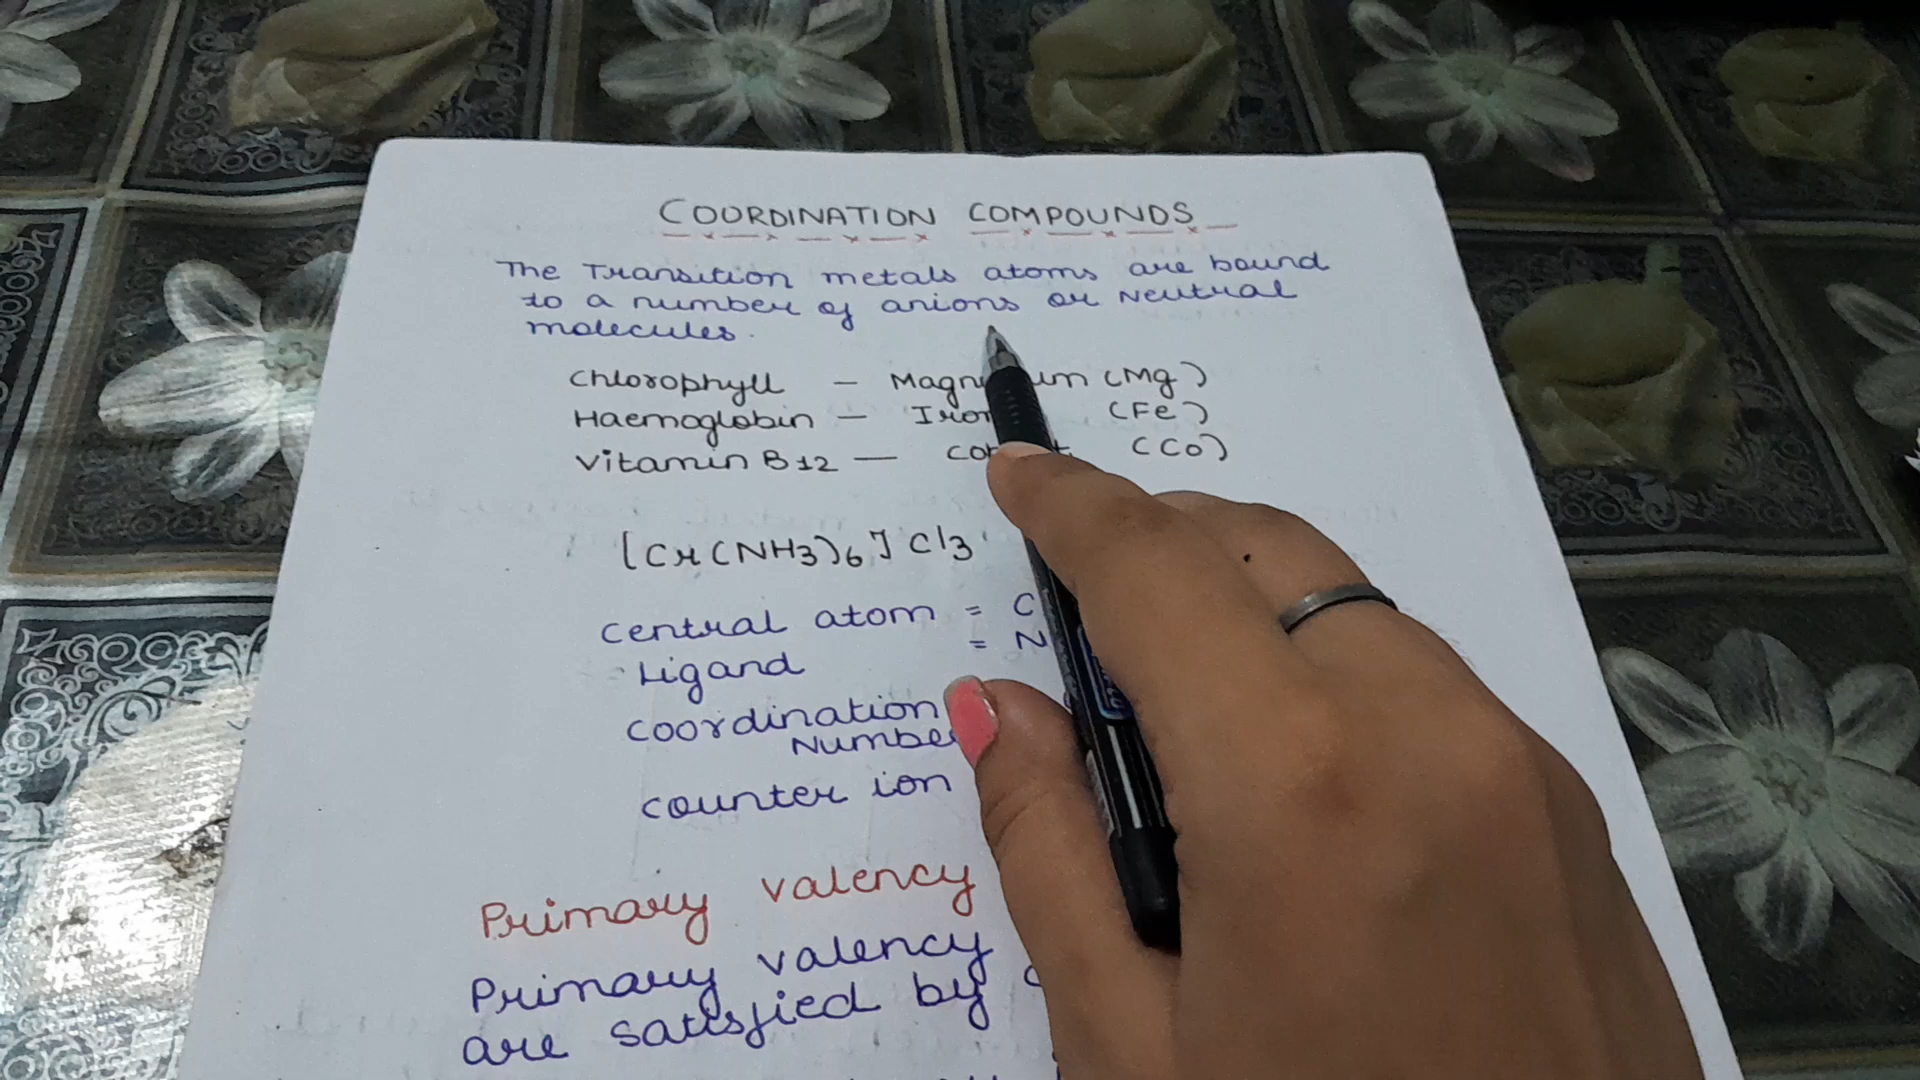 COORDINATION COMPOUNDS
The Transition metals atoms are bound
to a number of anions or Neutral
molecules.
Chlorophyll - (Mg)
Haemoglobin - (Fe)
Vitamin B12 - (Co)
[Cr(NH3)6]Cl3
central atom =
Ligand =
coordination
Number
counter ion
Primary valency
Primary valency
are satisfied by